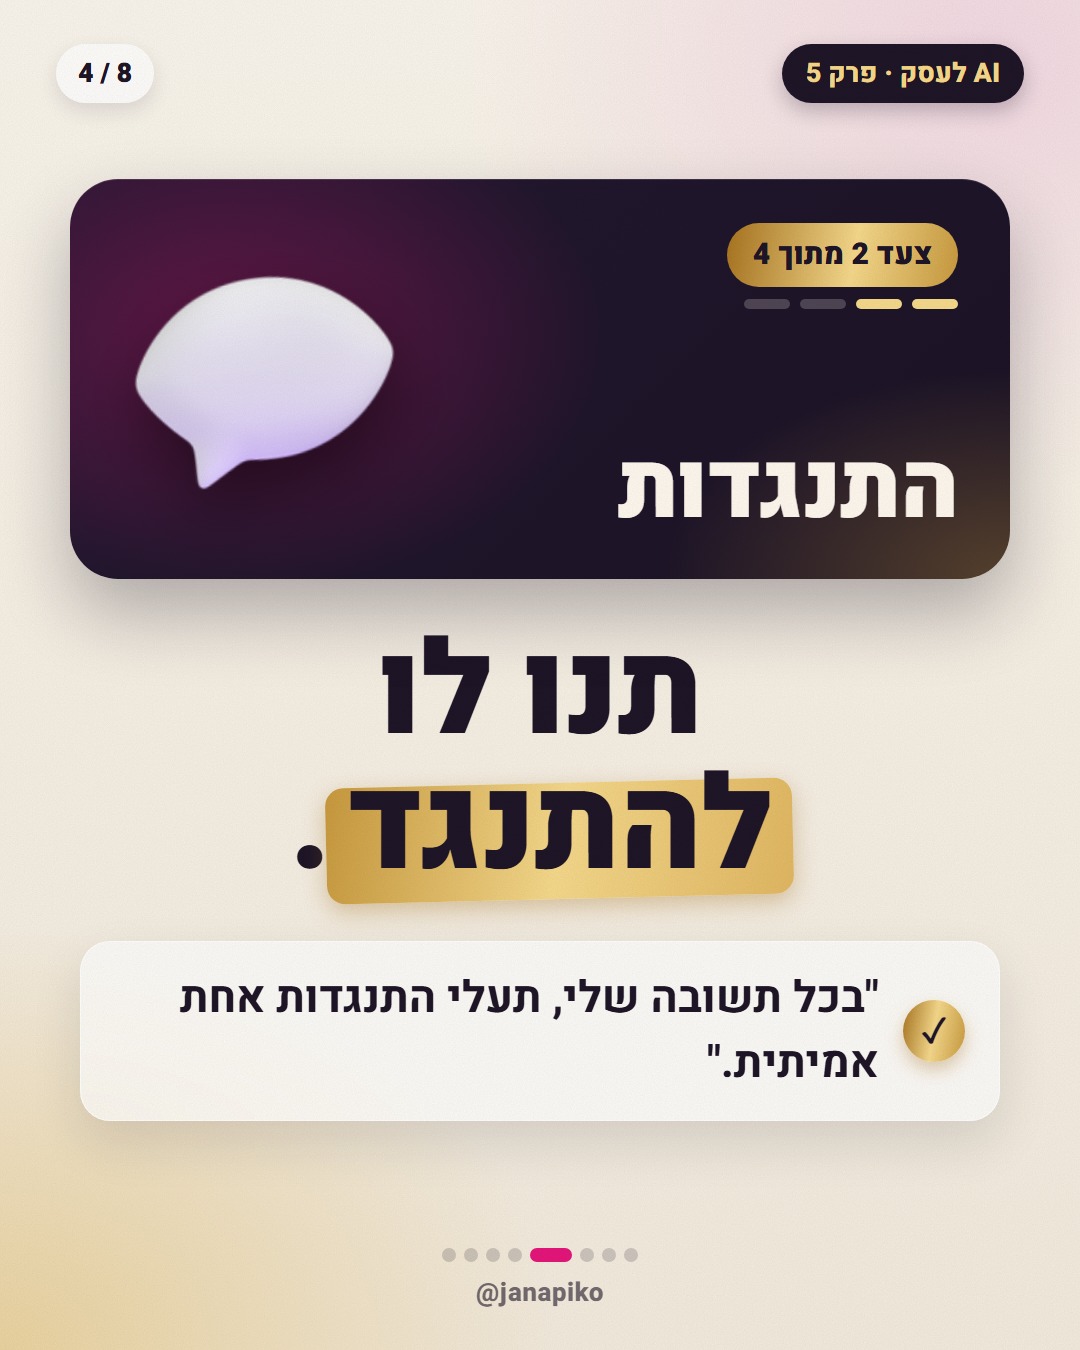 AI לעסק · פרק 5
4 / 8
צעד 2 מתוך 4
התנגדות
תנו לו
להתנגד.
"בכל תשובה שלי, תעלי התנגדות אחת
אמיתית."
@janapiko